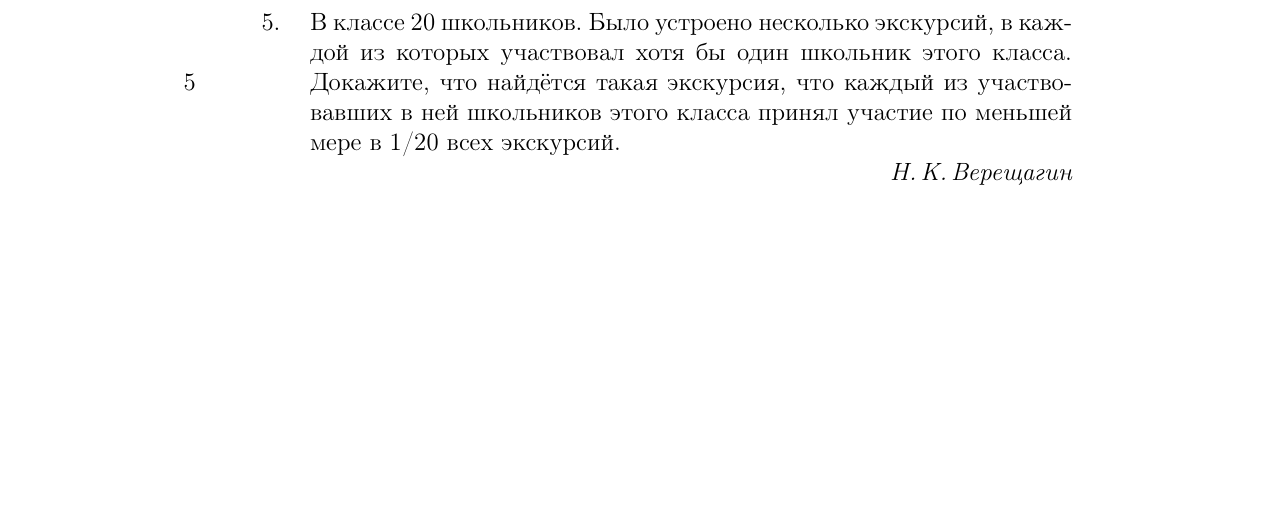 5. В классе 20 школьников. Было устроено несколько экскурсий, в каж-
дой из которых участвовал хотя бы один школьник этого класса.
5 Докажите, что найдётся такая экскурсия, что каждый из участво-
вавших в ней школьников этого класса принял участие по меньшей
мере в 1/20 всех экскурсий.
Н. К. Верещагин